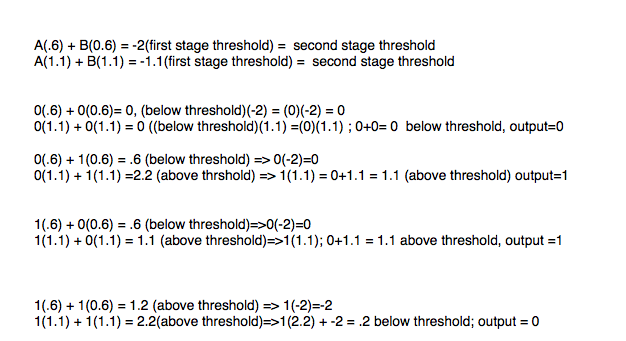 A(.6) + B(0.6) = -2(first stage threshold) = second stage threshold
A(1.1) + B(1.1) = -1.1(first stage threshold) = second stage threshold
0(.6) + 0(0.6)= 0, (below threshold)(-2) = (0)(-2) = 0
0(1.1) + 0(1.1) = 0 ((below threshold)(1.1) =(0)(1.1) ; 0+0= 0 below threshold, output=0
0(.6) + 1(0.6) = .6 (below threshold) => 0(-2)=0
0(1.1) + 1(1.1) =2.2 (above thrshold) => 1(1.1) = 0+1.1 = 1.1 (above threshold) output=1
1(.6) + 0(0.6) = .6 (below threshold)=>0(-2)=0
1(1.1) + 0(1.1) = 1.1 (above threshold)=>1(1.1); 0+1.1 = 1.1 above threshold, output =1
1(.6) + 1(0.6) = 1.2 (above threshold) => 1(-2)=-2
1(1.1) + 1(1.1) = 2.2(above threshold)=>1(2.2) + -2 = .2 below threshold; output = 0